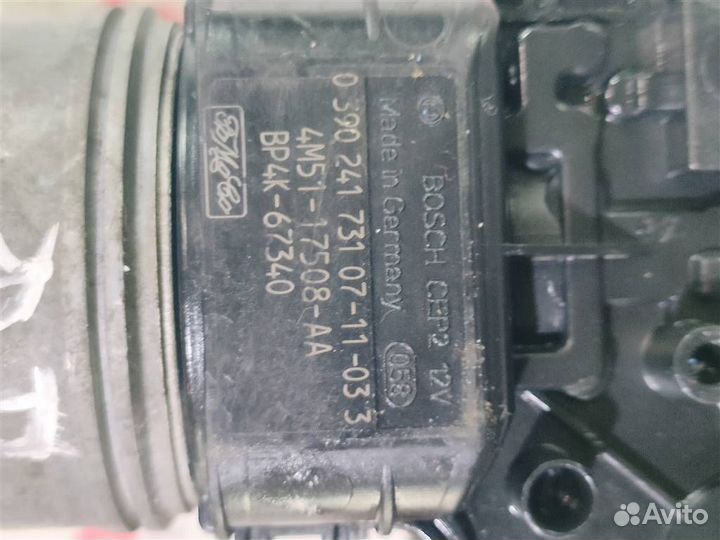 BOSCH CEP2 12V
Made in Germany 058
0 390 241 731 07-11-03 3
4M51-17508-AA
BP4K-67340
Avito